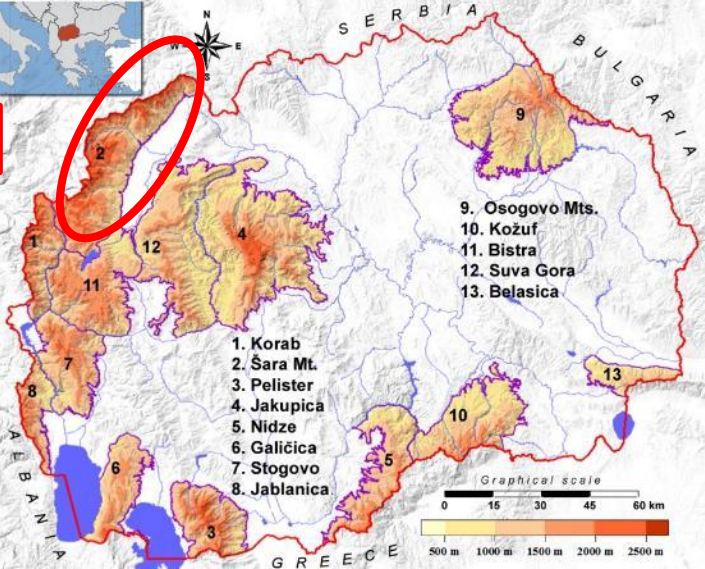 N
W E
S
SERBIA
BULGARIA
2
9
1
12
4
11
9. Osogovo Mts.
10. Kožuf
11. Bistra
12. Suva Gora
13. Belasica
7
1. Korab
2. Šara Mt.
3. Pelister
4. Jakupica
5. Nidze
6. Galičica
7. Stogovo
8. Jablanica
8
13
10
6
5
3
ALBANIA
GREECE
Graphical scale
0 15 30 45 60 km
500 m 1000 m 1500 m 2000 m 2500 m